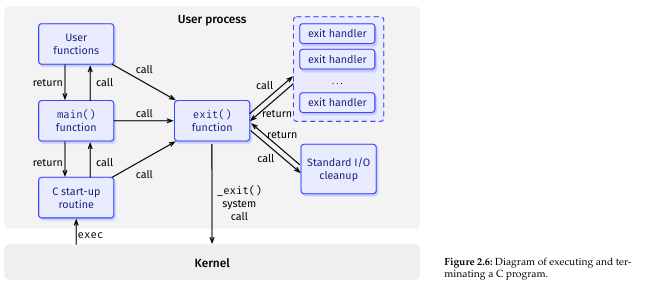 User process
User
functions
return
call
call
main()
function
call
return
call
call
C start-up
routine
exec
exit()
function
call
return
exit handler
exit handler
...
exit handler
return
call
Standard I/O
cleanup
_exit()
system
call
Kernel
Figure 2.6: Diagram of executing and ter-
minating a C program.